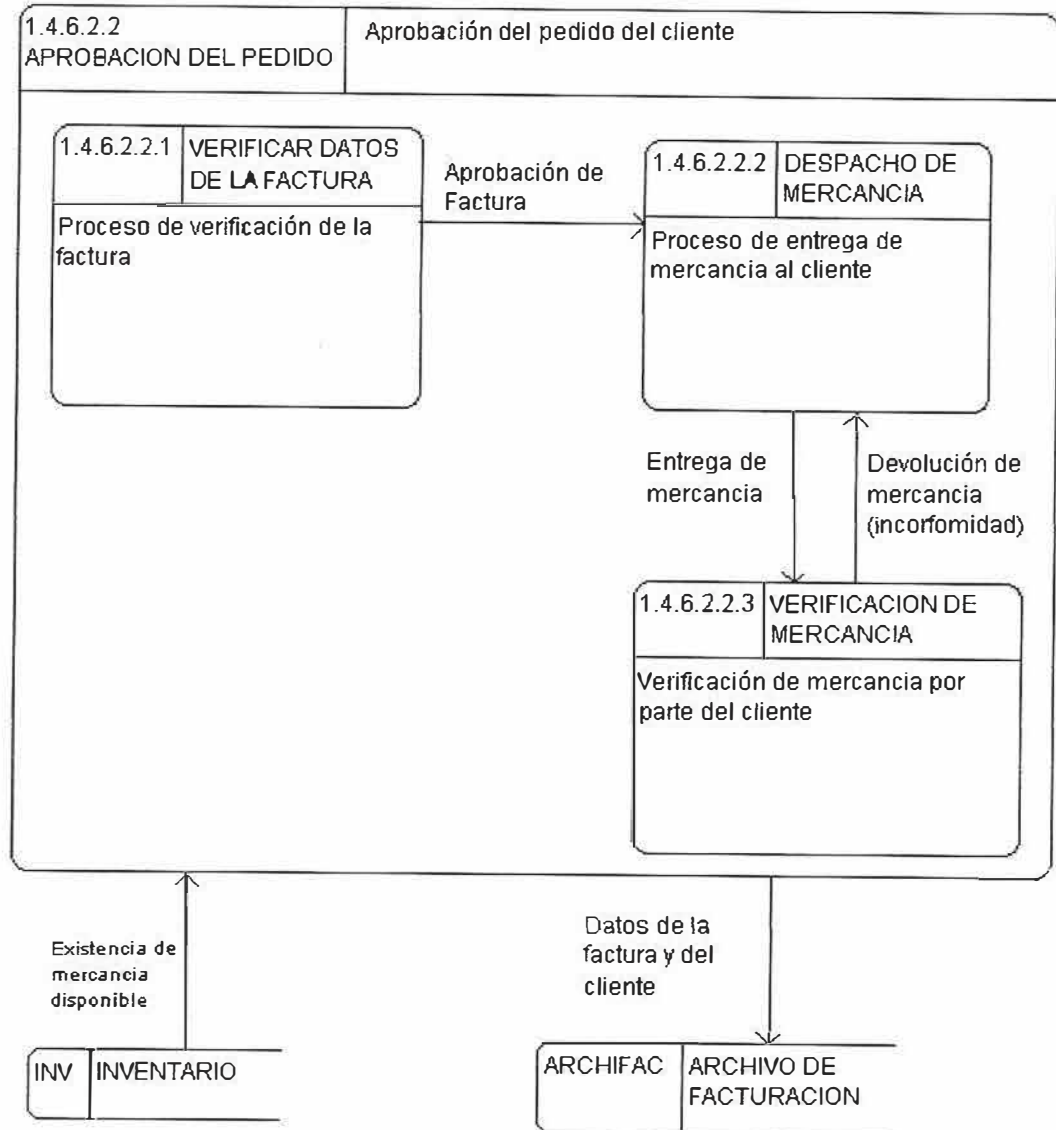 1.4.6.2.2
APROBACION DEL PEDIDO
Aprobación del pedido del cliente
1.4.6.2.2.1
VERIFICAR DATOS
DE LA FACTURA
Proceso de verificación de la
factura
Aprobación de
Factura
1.4.6.2.2.2
DESPACHO DE
MERCANCIA
Proceso de entrega de
mercancia al cliente
Entrega de
mercancia
Devolución de
mercancia
(incorfomidad)
1.4.6.2.2.3
VERIFICACION DE
MERCANCIA
Verificación de mercancia por
parte del cliente
Existencia de
mercancia
disponible
Datos de la
factura y del
cliente
INV
INVENTARIO
ARCHIFAC
ARCHIVO DE
FACTURACION